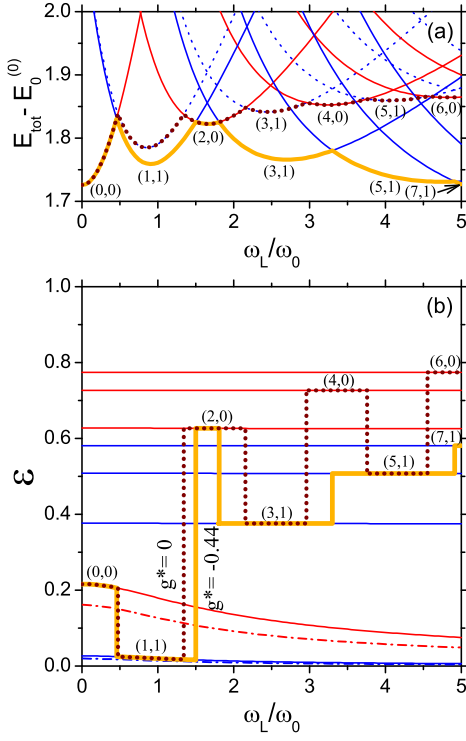 (a)
E_tot - E_0^(0)
2.0
1.9
1.8
1.7
(0,0)
(1,1)
(2,0)
(3,1)
(4,0)
(5,1)
(6,0)
(3,1)
(5,1)
(7,1)
0 1 2 3 4 5
ω_L/ω_0
(b)
ε
1.0
0.8
0.6
0.4
0.2
0.0
(6,0)
(4,0)
(2,0)
(7,1)
(5,1)
(3,1)
(0,0)
(1,1)
g*= 0
g*= -0.44
0 1 2 3 4 5
ω_L/ω_0